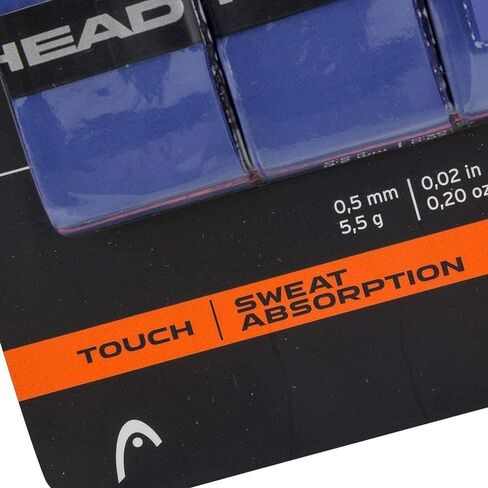 HEAD
0,5 mm | 0,02 in
5,5 g | 0,20 oz
TOUCH | SWEAT
ABSORPTION